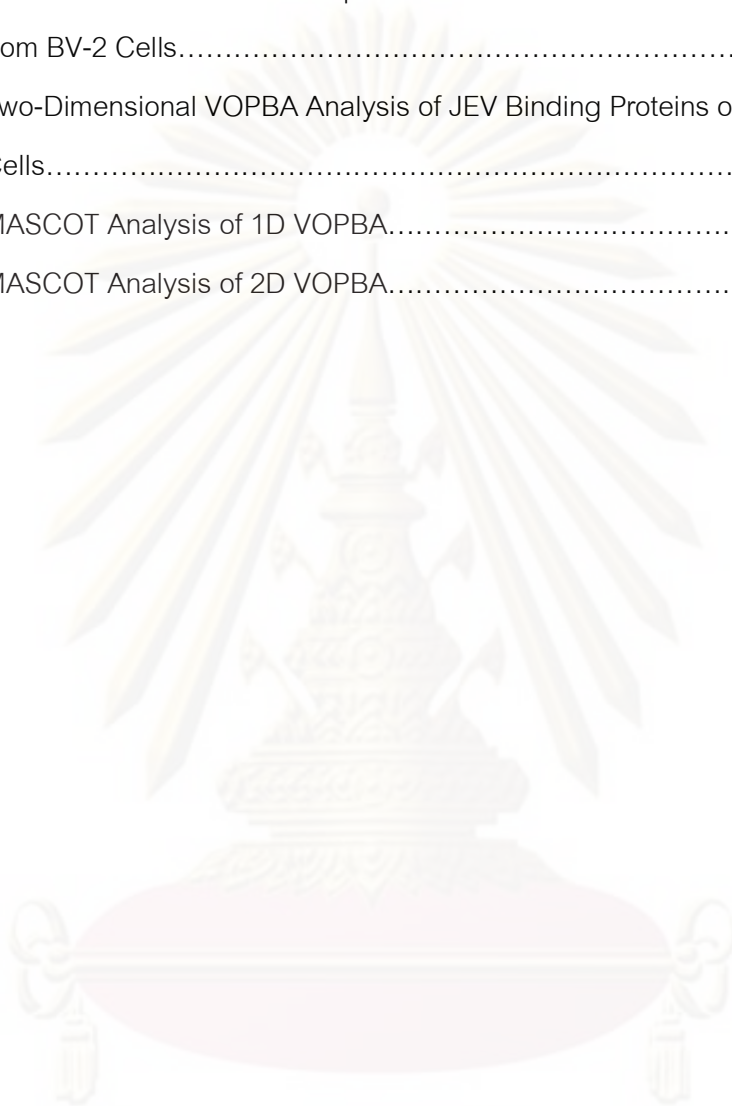 om BV-2 Cells……………………………………………………
wo-Dimensional VOPBA Analysis of JEV Binding Proteins o
Cells……………………………………………………………
MASCOT Analysis of 1D VOPBA………………………………
MASCOT Analysis of 2D VOPBA………………………………